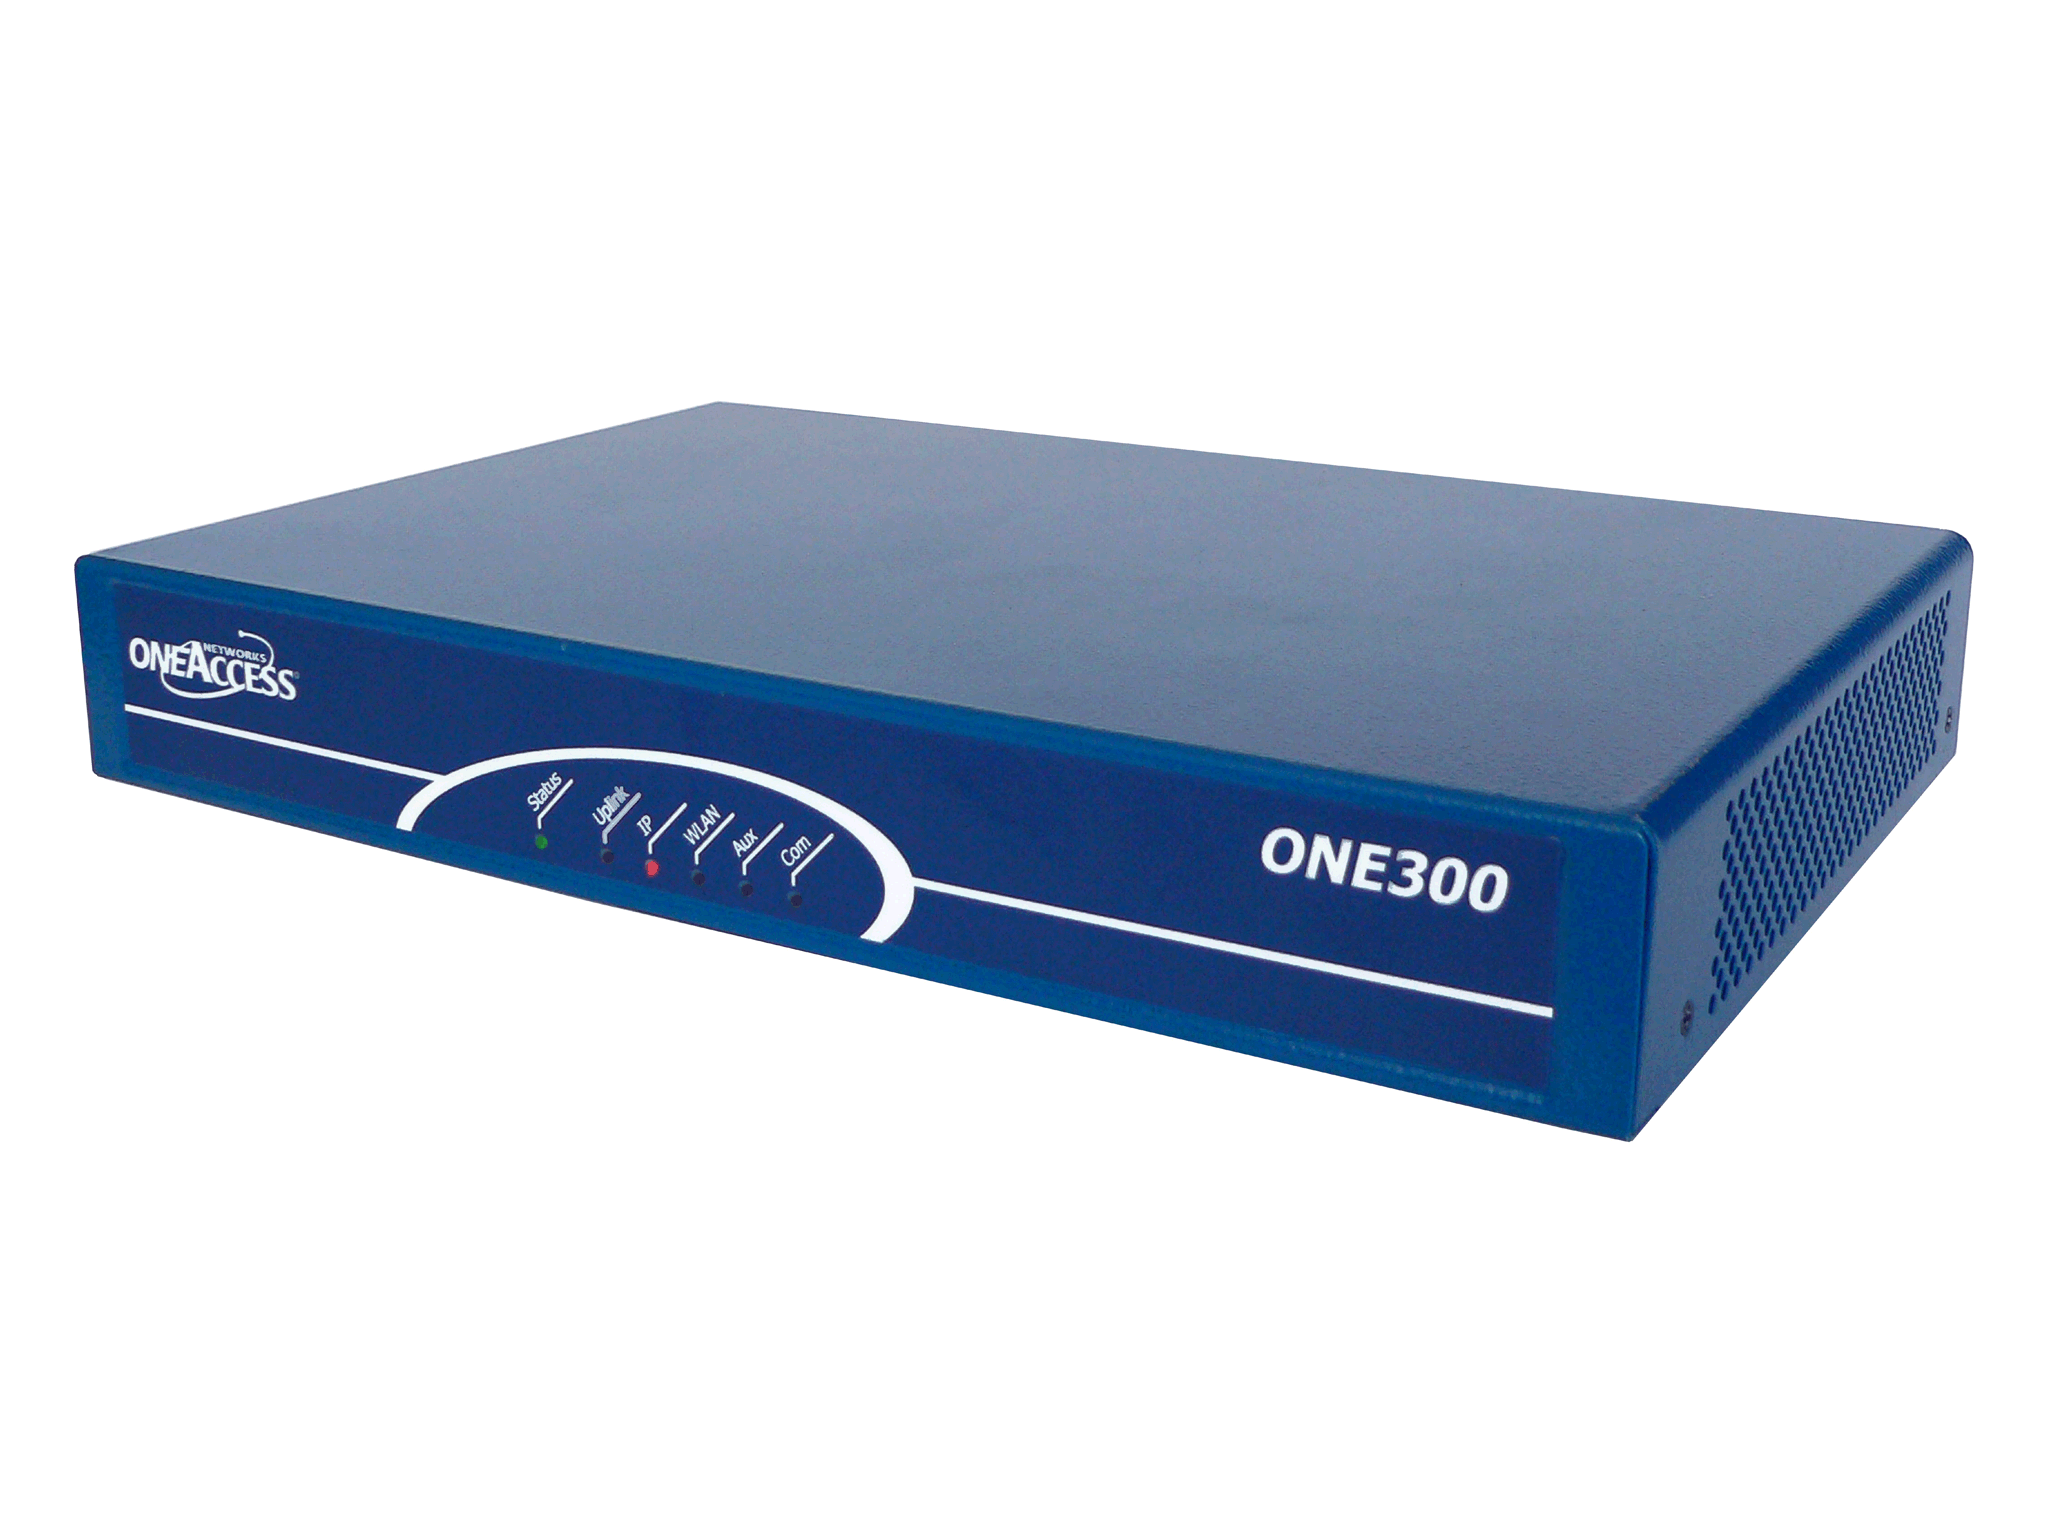 NETWORKS
ONEACCESS®
Status
Uplink
IP
WLAN
Aux
Com
ONE300